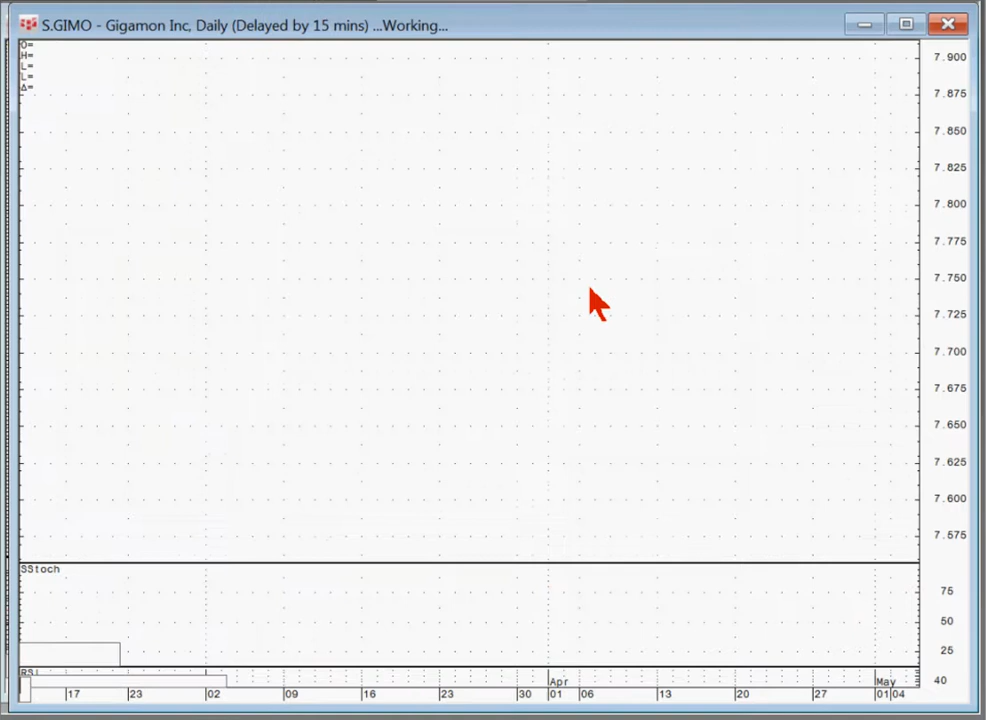 S.GIMO - Gigamon Inc, Daily (Delayed by 15 mins) ...Working...
O=
H=
L=
L=
Δ=
7.900
7.875
7.850
7.825
7.800
7.775
7.750
7.725
7.700
7.675
7.650
7.625
7.600
7.575
SStoch
75
50
25
RSI
40
Apr May
17 23 02 09 16 23 30 01 06 13 20 27 01 04